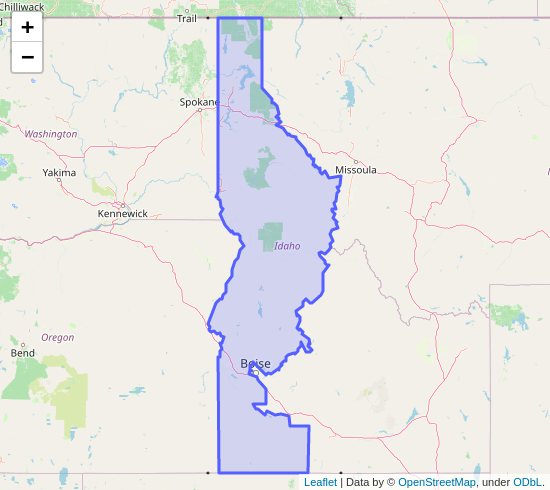 Chilliwack
Trail
+
−
Spokane
Washington
Missoula
Yakima
Kennewick
Idaho
Oregon
Bend
Boise
Leaflet | Data by © OpenStreetMap, under ODbL.